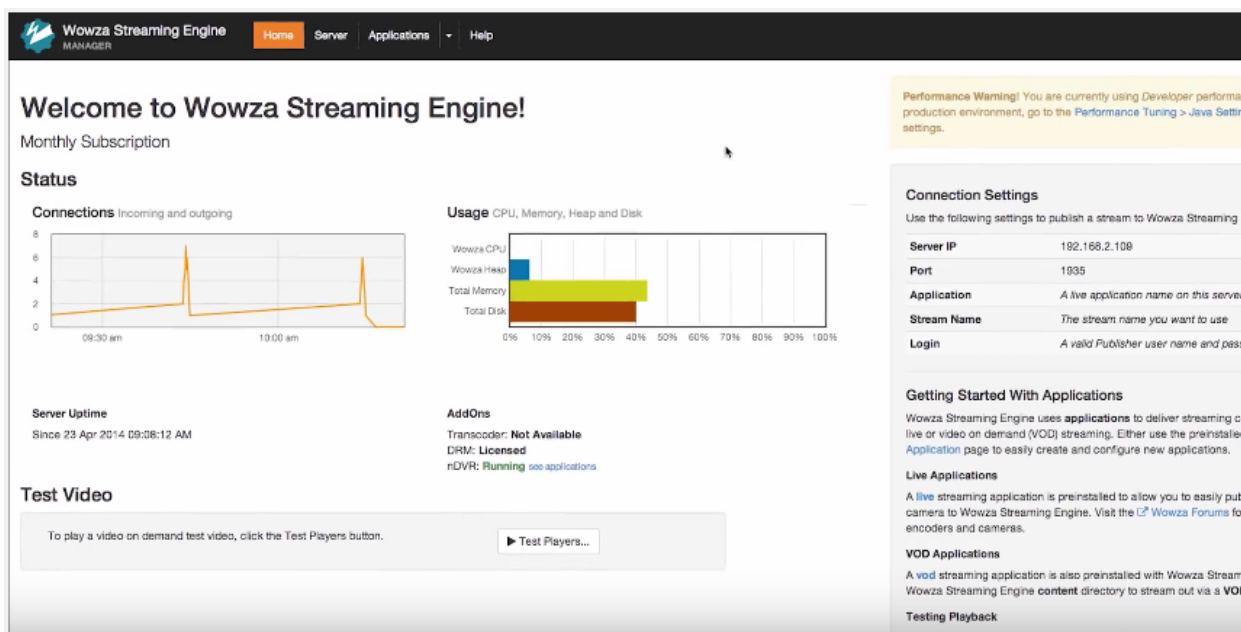 Wowza Streaming Engine
MANAGER
Home Server Applications Help
Welcome to Wowza Streaming Engine!
Monthly Subscription
Status
Connections Incoming and outgoing
8
6
4
2
0
09:30 am 10:00 am
Usage CPU, Memory, Heap and Disk
Wowza CPU
Wowza Heap
Total Memory
Total Disk
0% 10% 20% 30% 40% 50% 60% 70% 80% 90% 100%
Server Uptime
Since 23 Apr 2014 09:08:12 AM
AddOns
Transcoder: Not Available
DRM: Licensed
nDVR: Running see applications
Test Video
To play a video on demand test video, click the Test Players button.
Test Players...
Performance Warning! You are currently using Developer performa
production environment, go to the Performance Tuning > Java Settin
settings.
Connection Settings
Use the following settings to publish a stream to Wowza Streaming
Server IP 192.168.2.109
Port 1935
Application A live application name on this server
Stream Name The stream name you want to use
Login A valid Publisher user name and pass
Getting Started With Applications
Wowza Streaming Engine uses applications to deliver streaming c
live or video on demand (VOD) streaming. Either use the preinstalled
Application page to easily create and configure new applications.
Live Applications
A live streaming application is preinstalled to allow you to easily pub
camera to Wowza Streaming Engine. Visit the Wowza Forums fo
encoders and cameras.
VOD Applications
A vod streaming application is also preinstalled with Wowza Stream
Wowza Streaming Engine content directory to stream out via a VOD
Testing Playback